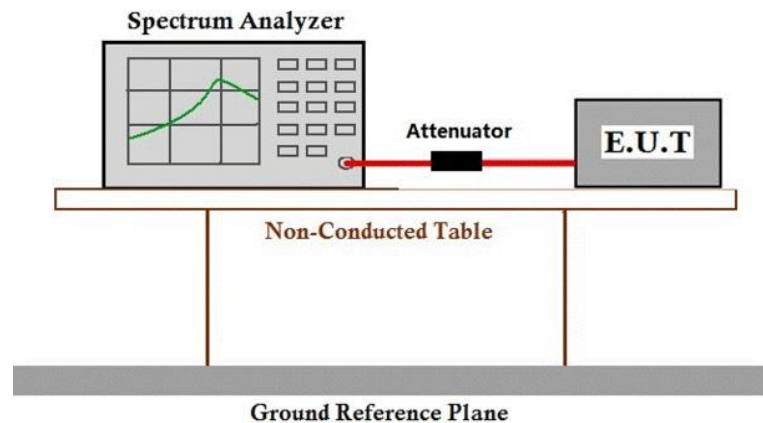 Spectrum Analyzer
Attenuator
E.U.T
Non-Conducted Table
Ground Reference Plane